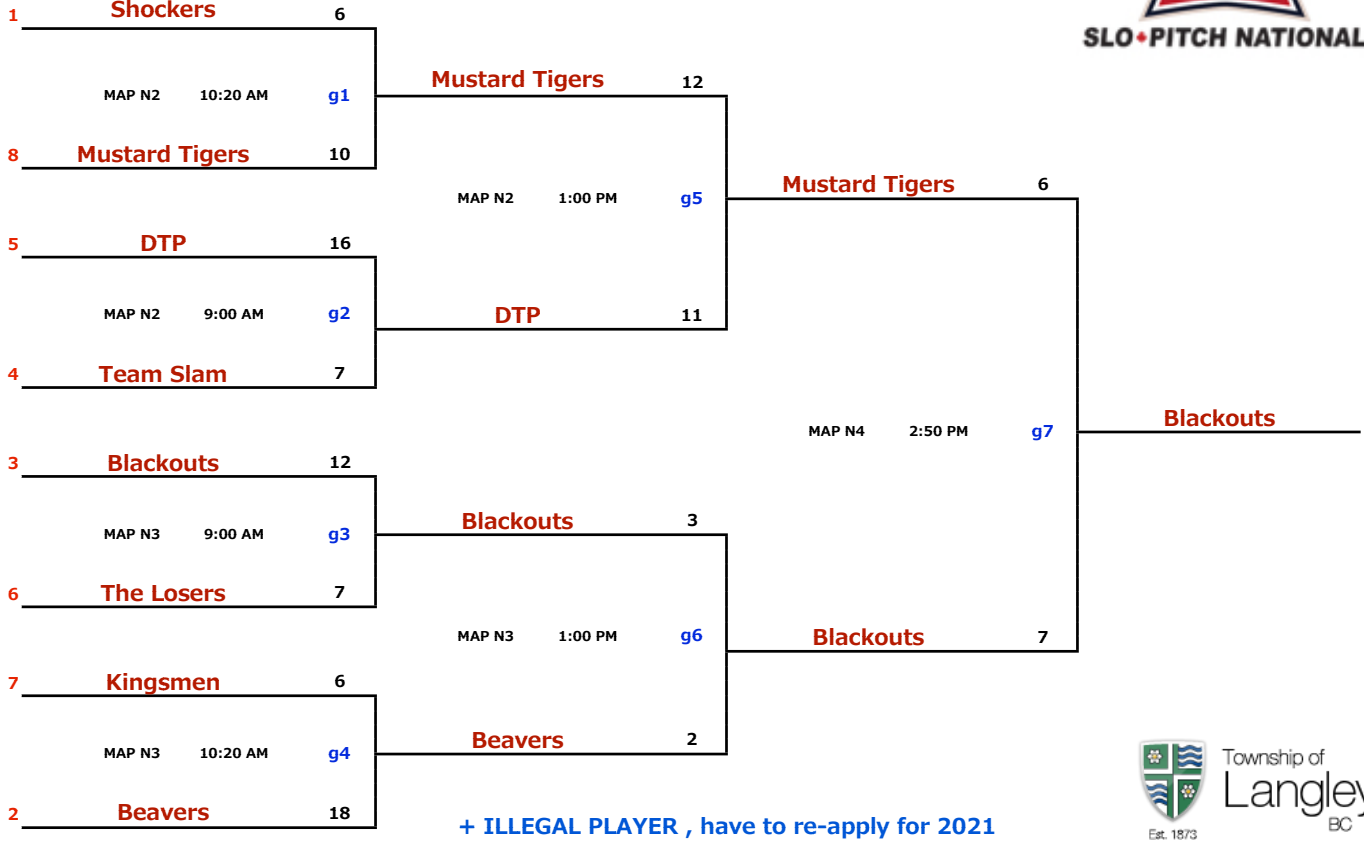 1 Shockers 6
MAP N2 10:20 AM g1
8 Mustard Tigers 10
5 DTP 16
MAP N2 9:00 AM g2
4 Team Slam 7
3 Blackouts 12
MAP N3 9:00 AM g3
6 The Losers 7
7 Kingsmen 6
MAP N3 10:20 AM g4
2 Beavers 18
Mustard Tigers 12
MAP N2 1:00 PM g5
DTP 11
Blackouts 3
MAP N3 1:00 PM g6
Beavers 2
Mustard Tigers 6
MAP N4 2:50 PM g7
Blackouts 7
Blackouts
+ ILLEGAL PLAYER , have to re-apply for 2021
SLO PITCH NATIONAL
Township of
Langley
BC
Est. 1873